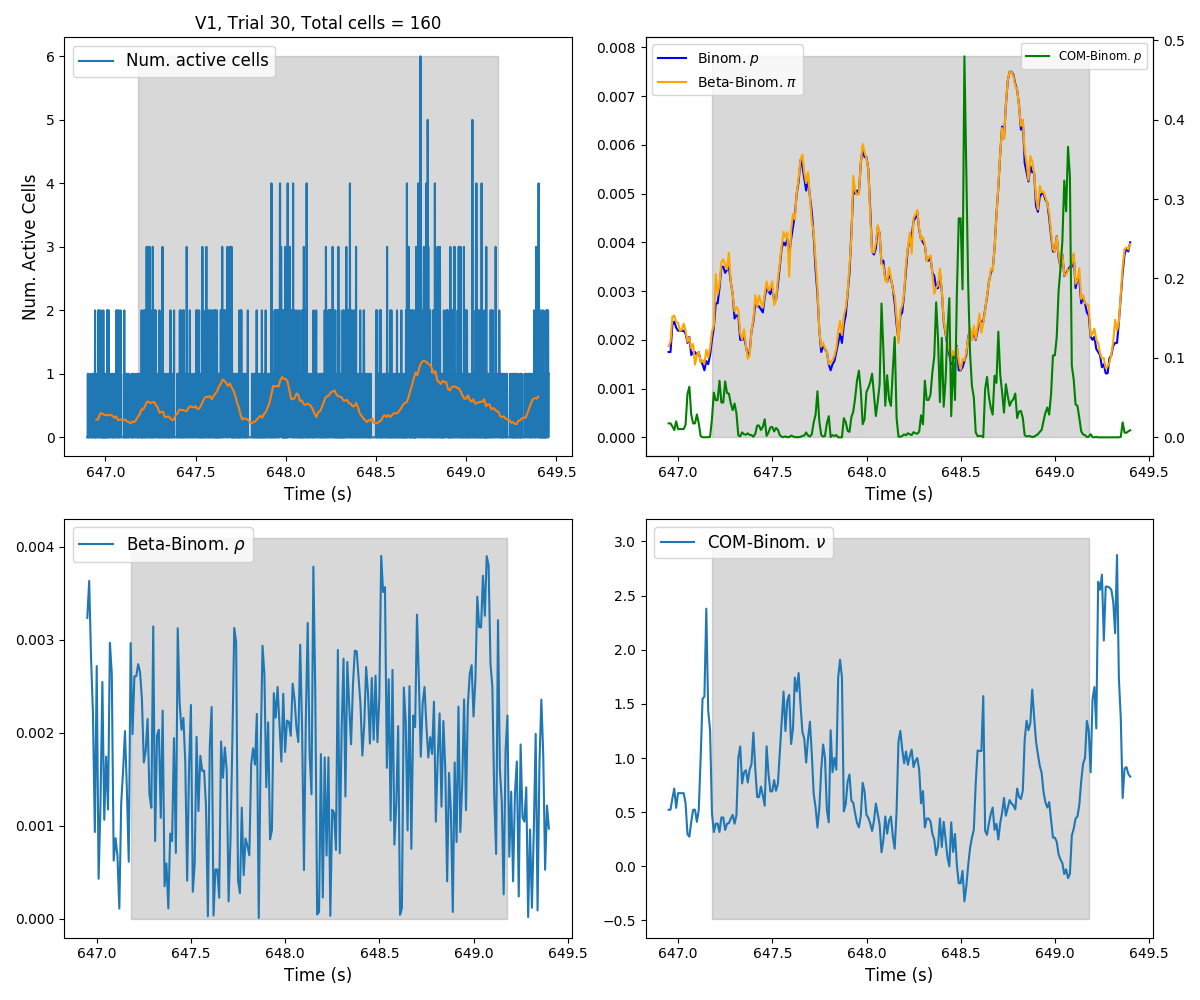 V1, Trial 30, Total cells = 160
Num. active cells
Num. Active Cells
6
5
4
3
2
1
0
647.0 647.5 648.0 648.5 649.0 649.5
Time (s)
Binom. p
Beta-Binom. π
COM-Binom. p
0.008
0.007
0.006
0.005
0.004
0.003
0.002
0.001
0.000
0.5
0.4
0.3
0.2
0.1
0.0
647.0 647.5 648.0 648.5 649.0 649.5
Time (s)
Beta-Binom. ρ
0.004
0.003
0.002
0.001
0.000
647.0 647.5 648.0 648.5 649.0 649.5
Time (s)
COM-Binom. ν
3.0
2.5
2.0
1.5
1.0
0.5
0.0
−0.5
647.0 647.5 648.0 648.5 649.0 649.5
Time (s)